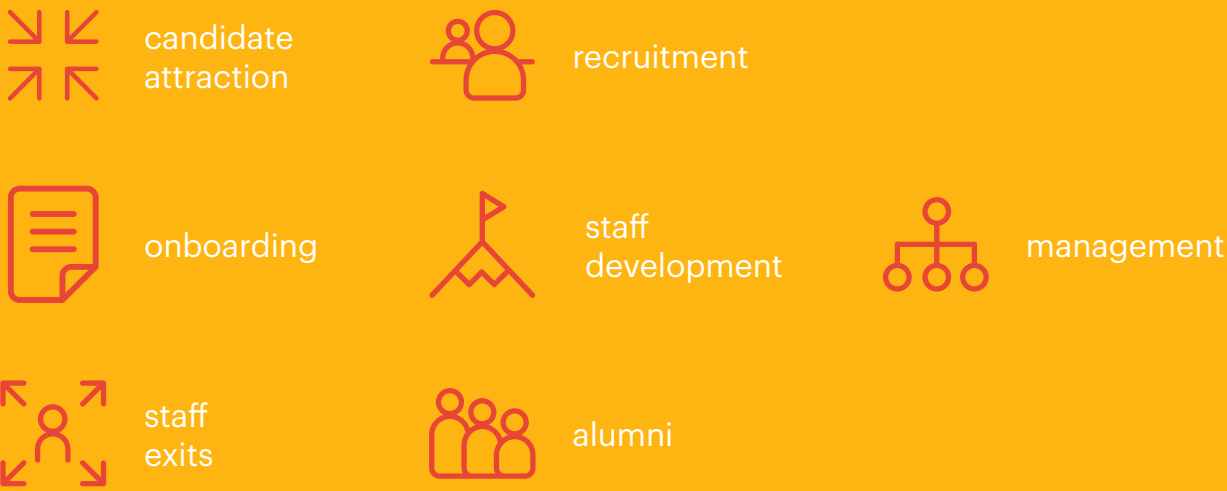 candidate
attraction
recruitment
onboarding
staff
development
management
staff
exits
alumni